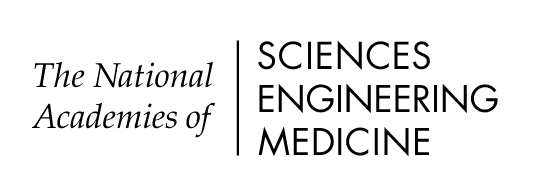 The National
Academies of
SCIENCES
ENGINEERING
MEDICINE